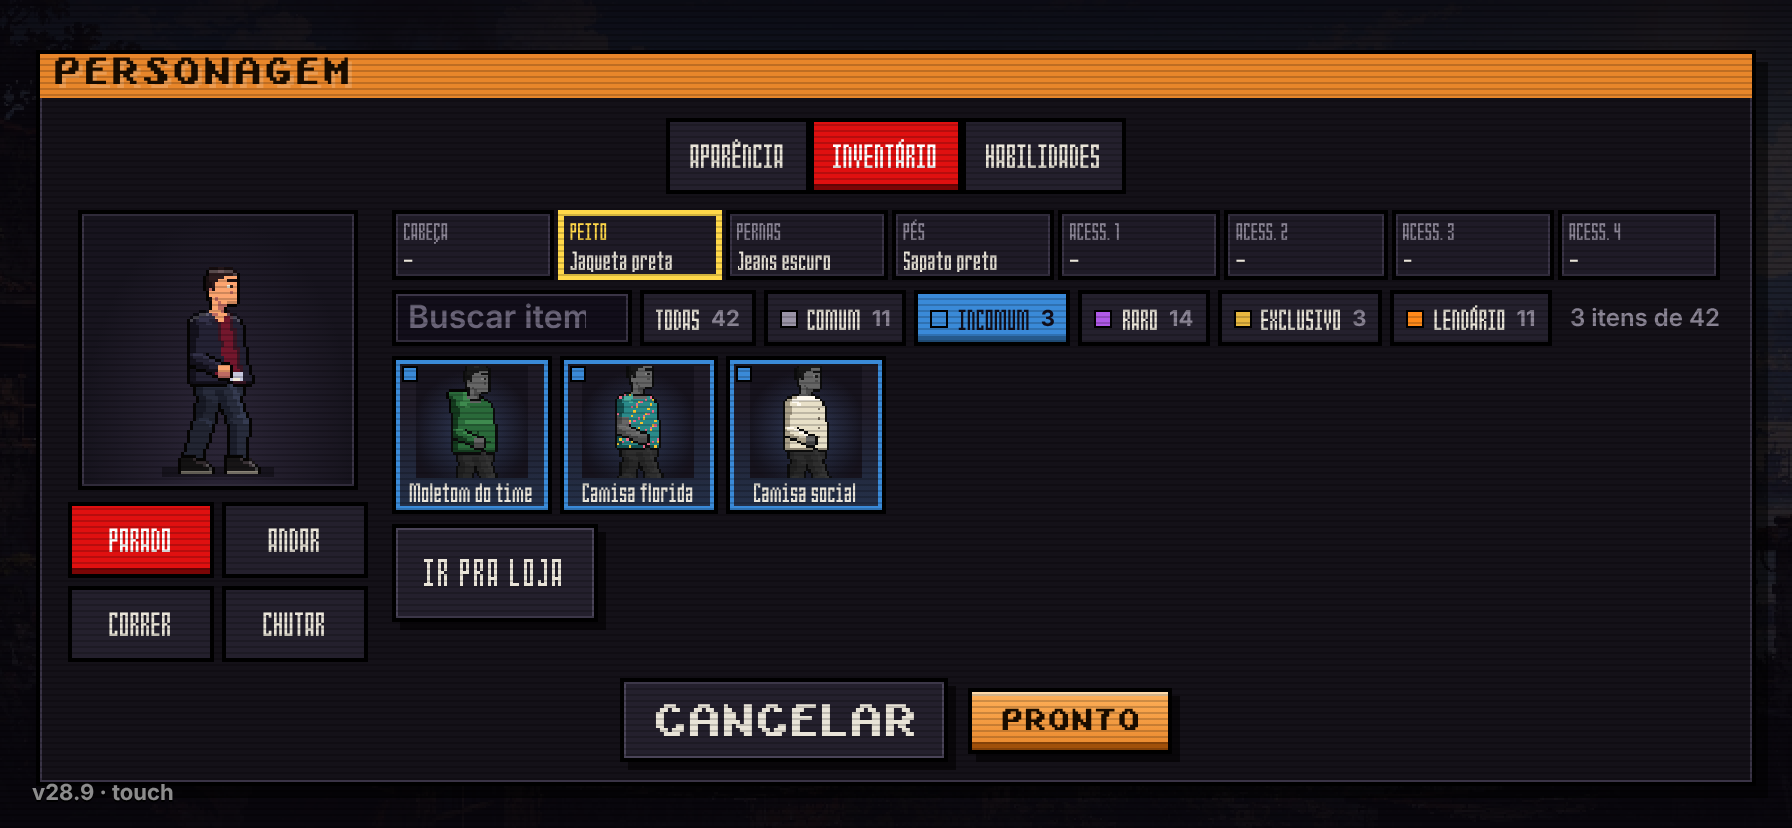 PERSONAGEM
APARÊNCIA INVENTÁRIO HABILIDADES
CABEÇA PEITO PERNAS PÉS ACESS. 1 ACESS. 2 ACESS. 3 ACESS. 4
– Jaqueta preta Jeans escuro Sapato preto – – – –
Buscar item TODAS 42 COMUM 11 INCOMUM 3 RARO 14 EXCLUSIVO 3 LENDÁRIO 11 3 itens de 42
Moletom do time Camisa florida Camisa social
PARADO ANDAR
IR PRA LOJA
CORRER CHUTAR
CANCELAR PRONTO
v28.9 · touch